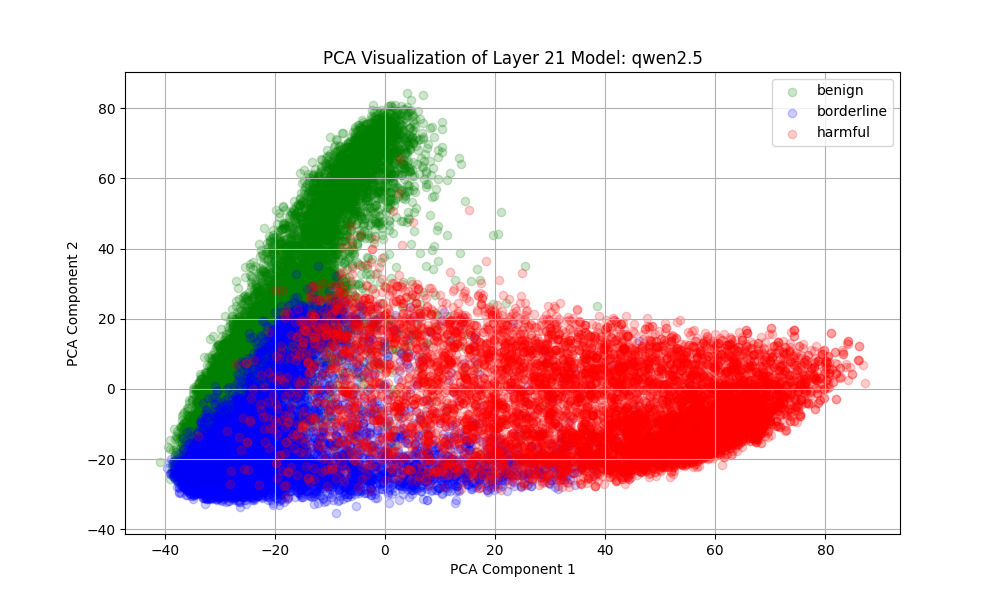 PCA Visualization of Layer 21 Model: qwen2.5
benign
borderline
harmful
80
60
40
20
0
−20
−40
PCA Component 2
−40
−20
0
20
40
60
80
PCA Component 1